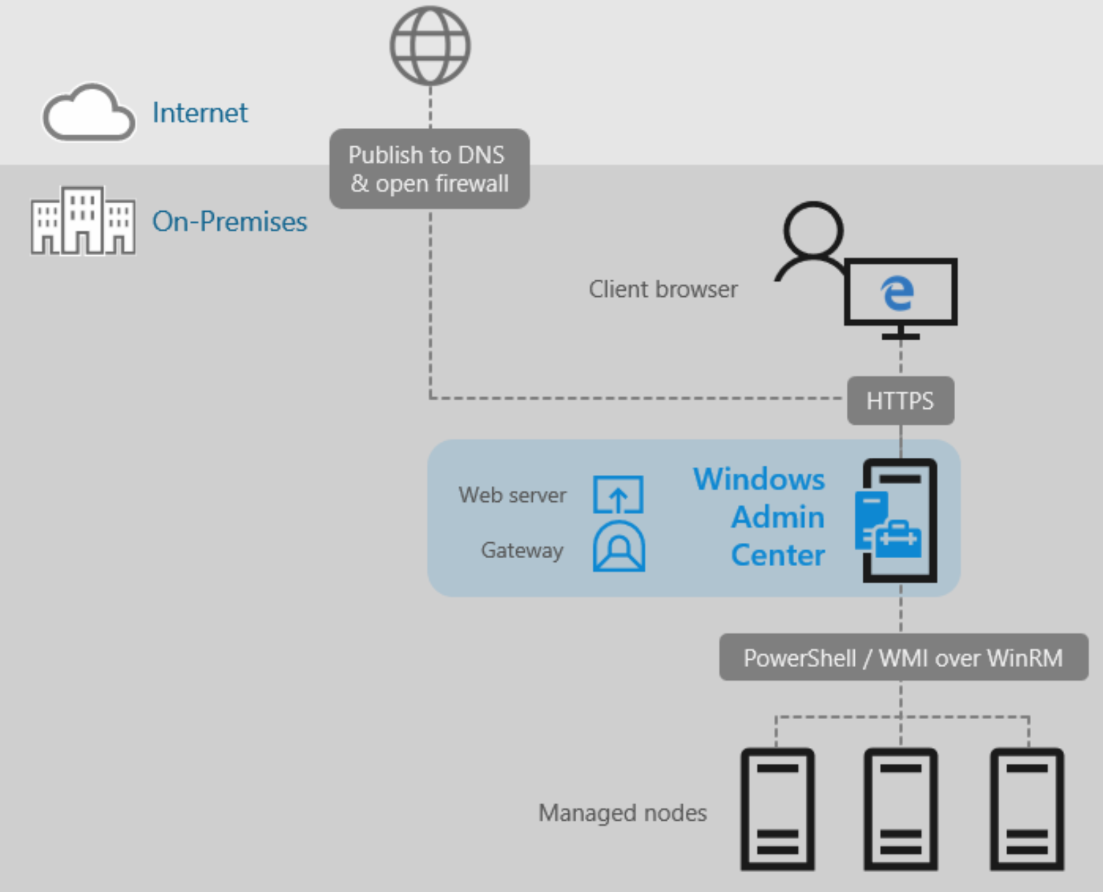 Internet
Publish to DNS
& open firewall
On-Premises
Client browser
HTTPS
Web server
Gateway
Windows
Admin
Center
PowerShell / WMI over WinRM
Managed nodes